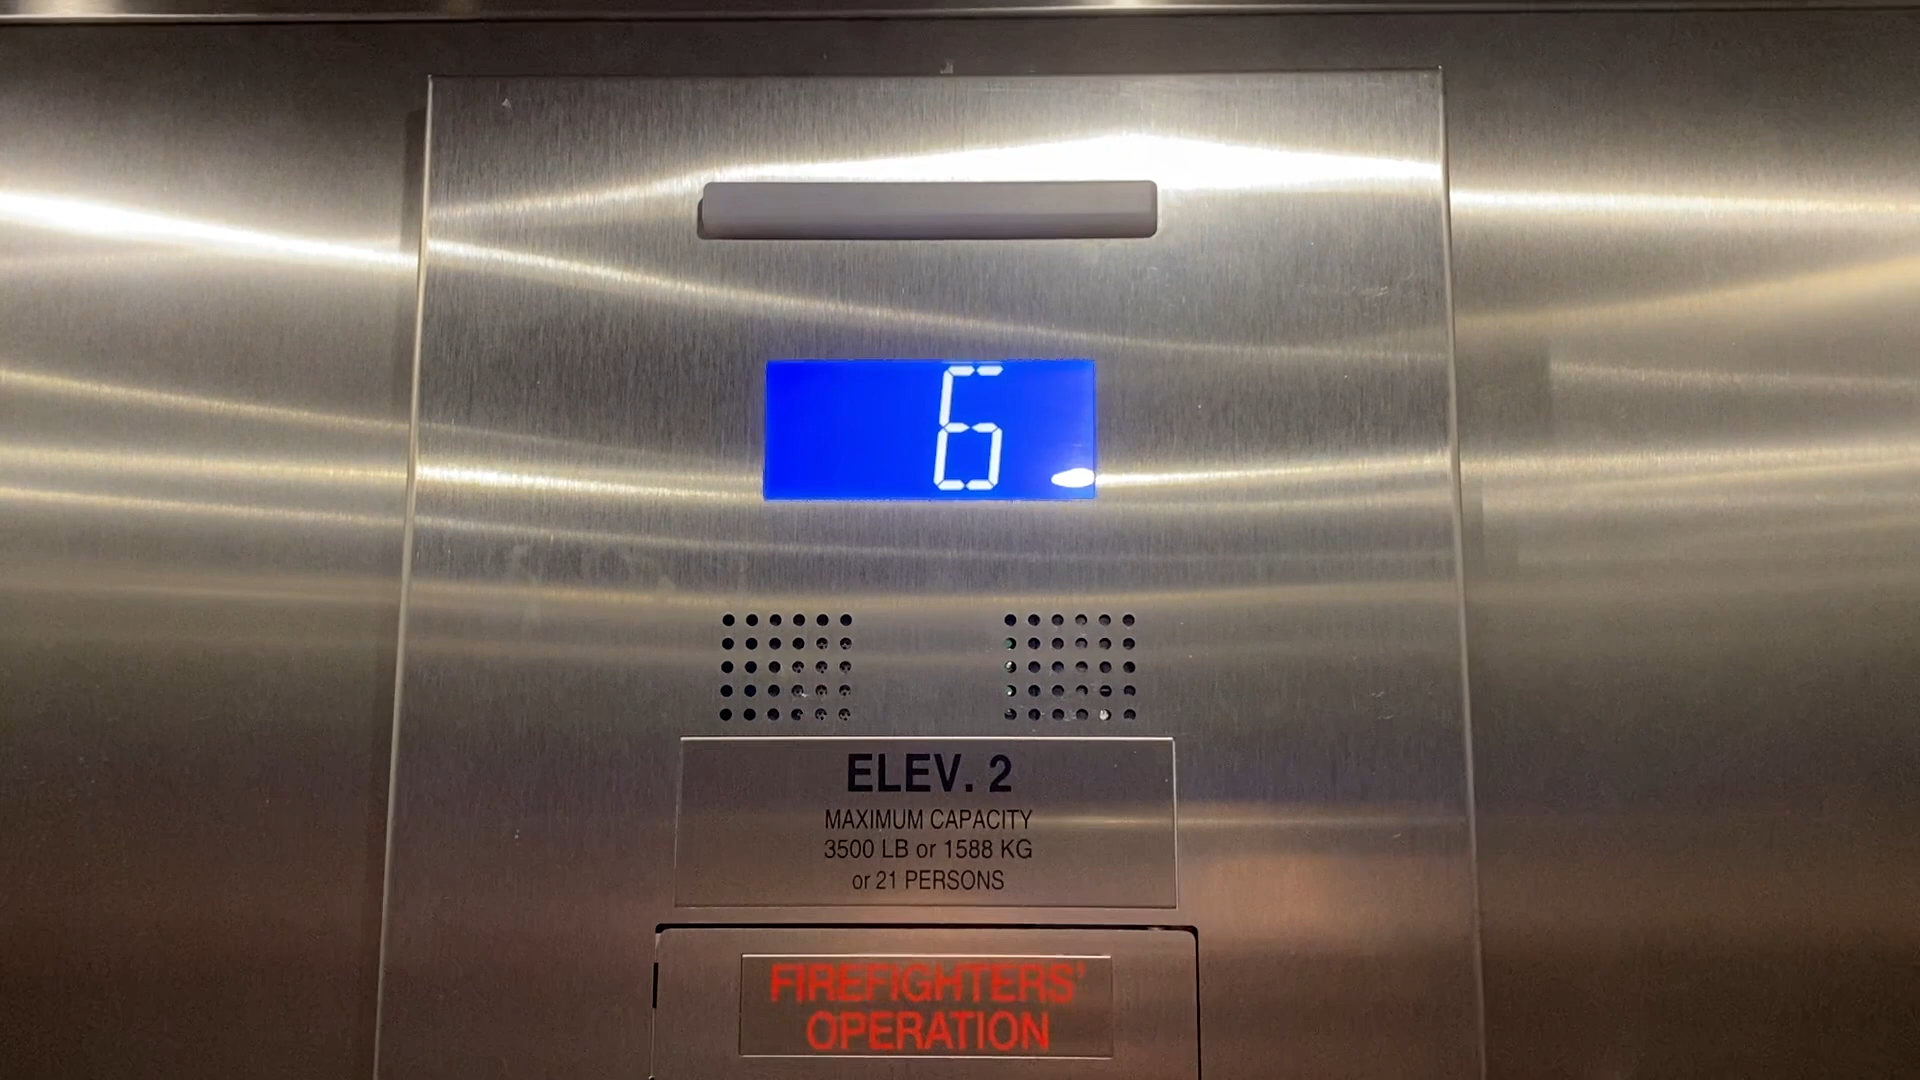 6
ELEV. 2
MAXIMUM CAPACITY
3500 LB or 1588 KG
or 21 PERSONS
FIREFIGHTERS'
OPERATION